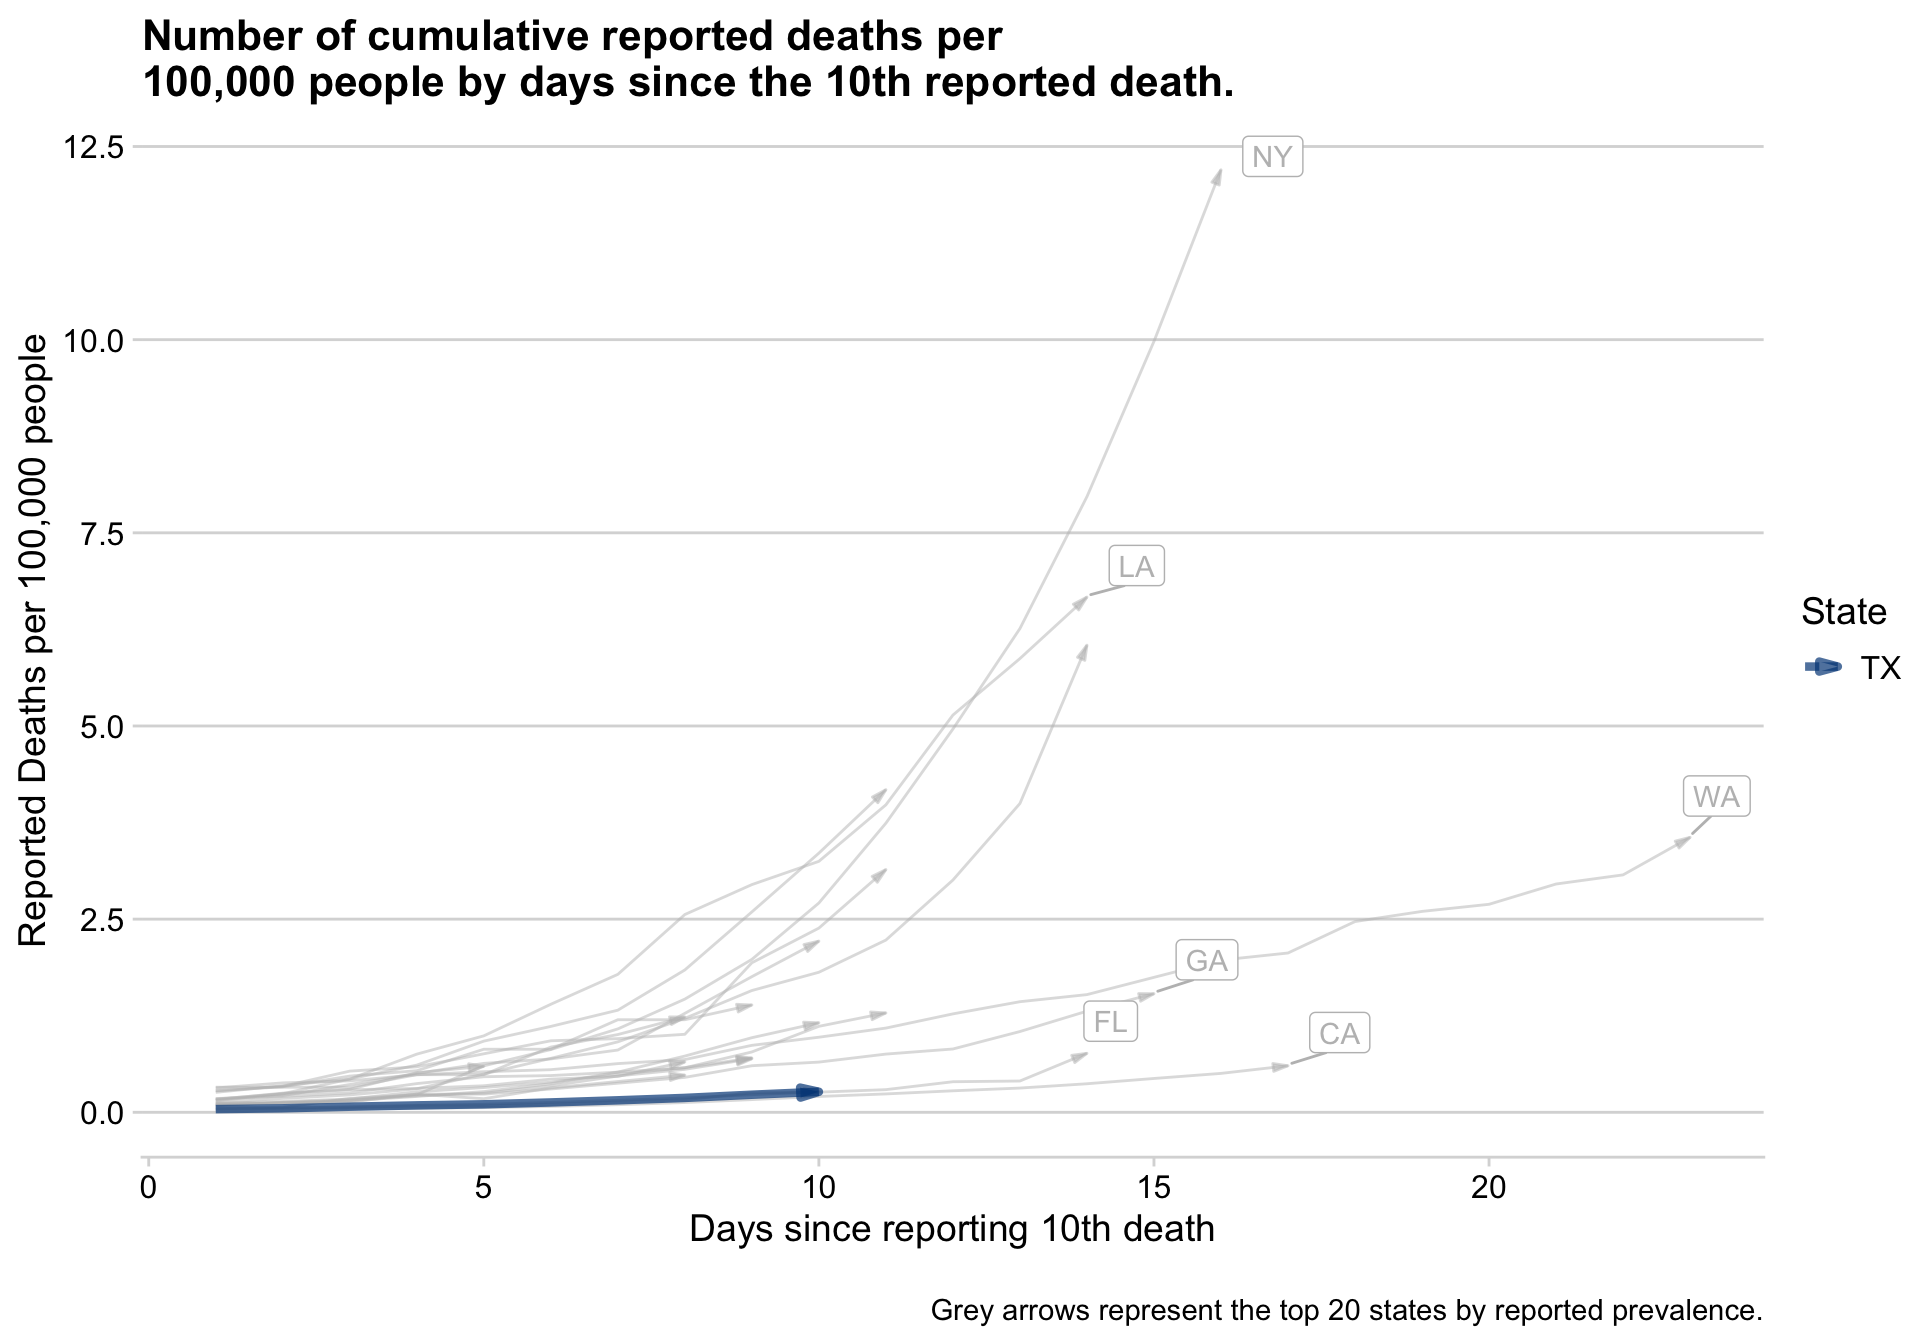 Number of cumulative reported deaths per
100,000 people by days since the 10th reported death.
Reported Deaths per 100,000 people
12.5
10.0
7.5
5.0
2.5
0.0
NY
LA
WA
GA
FL
CA
State
TX
0
5
10
15
20
Days since reporting 10th death
Grey arrows represent the top 20 states by reported prevalence.